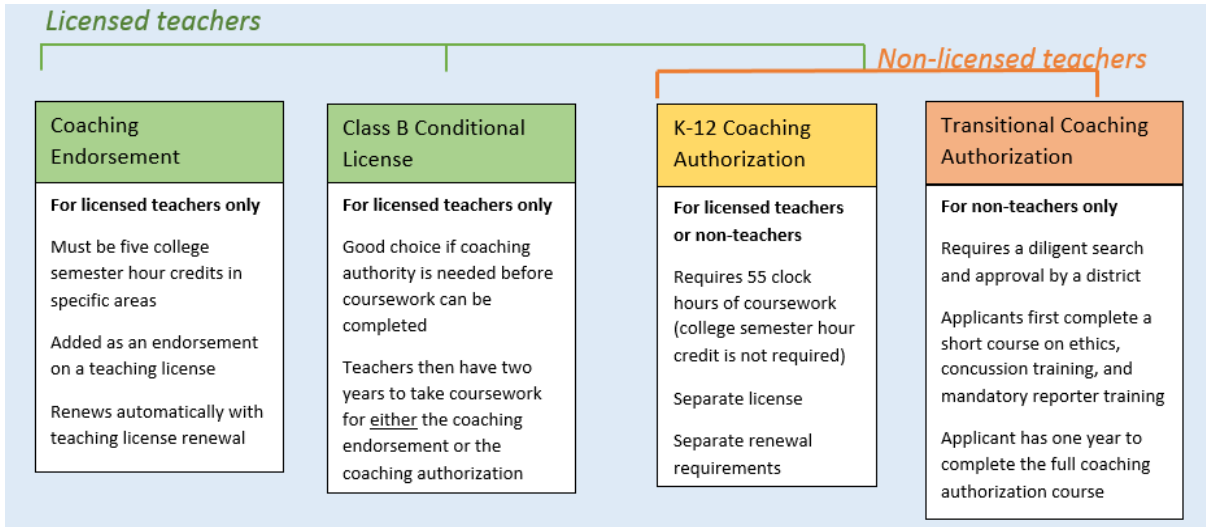 Licensed teachers
Non-licensed teachers
Coaching
Endorsement
For licensed teachers only
Must be five college
semester hour credits in
specific areas
Added as an endorsement
on a teaching license
Renews automatically with
teaching license renewal
Class B Conditional
License
For licensed teachers only
Good choice if coaching
authority is needed before
coursework can be
completed
Teachers then have two
years to take coursework
for either the coaching
endorsement or the
coaching authorization
K-12 Coaching
Authorization
For licensed teachers
or non-teachers
Requires 55 clock
hours of coursework
(college semester hour
credit is not required)
Separate license
Separate renewal
requirements
Transitional Coaching
Authorization
For non-teachers only
Requires a diligent search
and approval by a district
Applicants first complete a
short course on ethics,
concussion training, and
mandatory reporter training
Applicant has one year to
complete the full coaching
authorization course